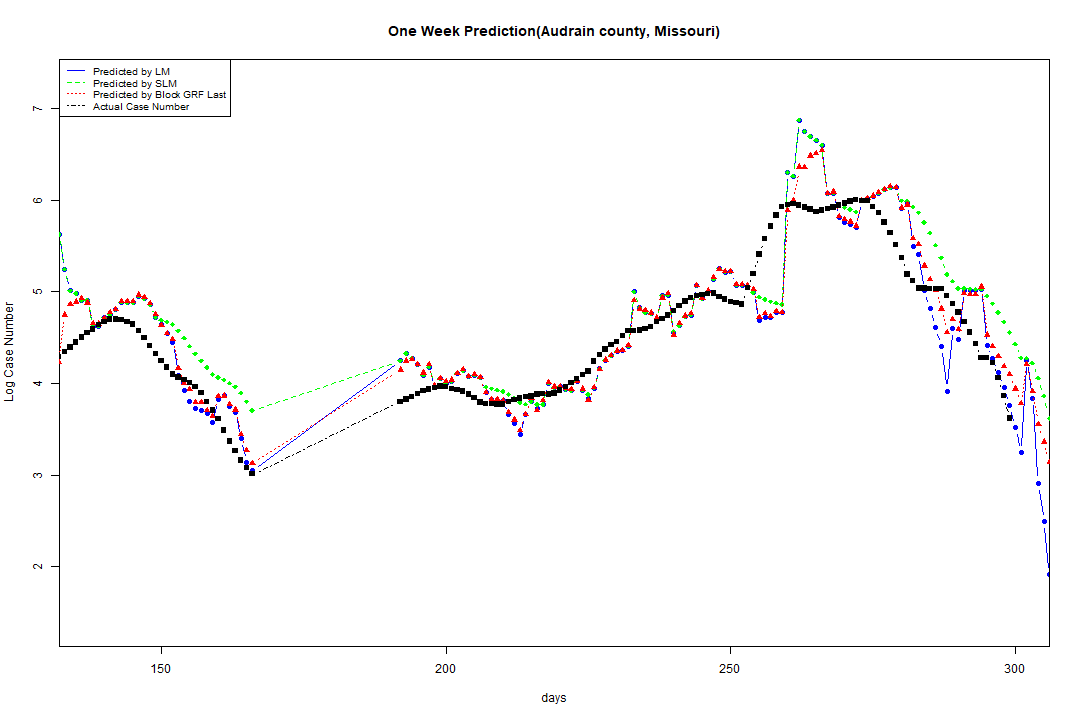 One Week Prediction(Audrain county, Missouri)
Predicted by LM
Predicted by SLM
Predicted by Block GRF Last
Actual Case Number
Log Case Number
7
6
5
4
3
2
150 200 250 300
days